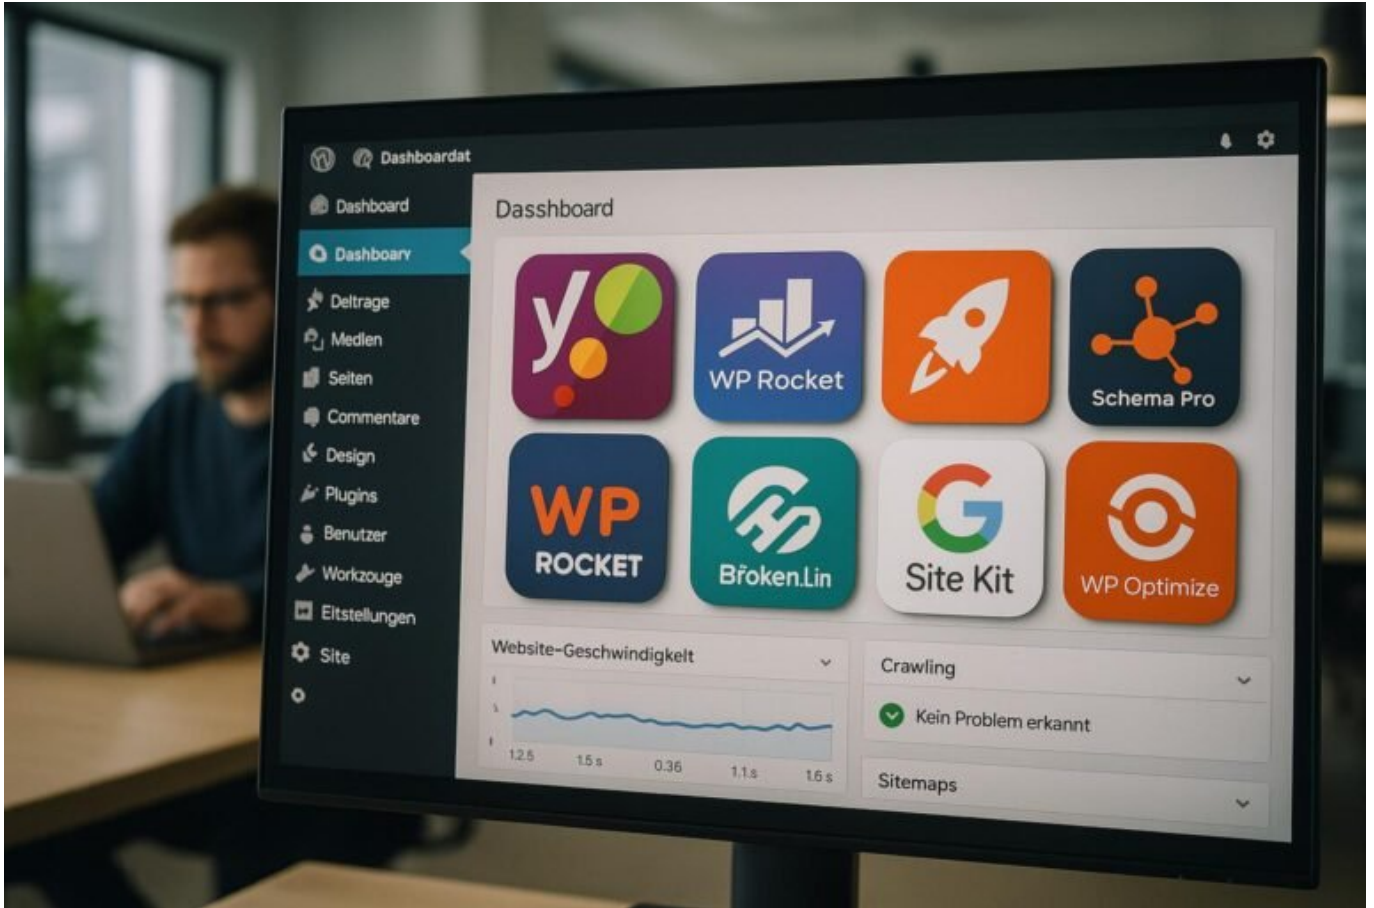 Dashboardat
Dashboard
Dashboarv
Deltrage
Medlen
Seiten
Commentare
Design
Plugins
Benutzer
Workzouge
Eitstellungen
Site
Dasshboard
y
WP Rocket
Schema Pro
WP
ROCKET
Broken.Lin
G
Site Kit
WP Optimize
Website-Geschwindigkelt
1.2.5 1.5 s 0.36 1.1.s 1.6 s
Crawling
Kein Problem erkannt
Sitemaps